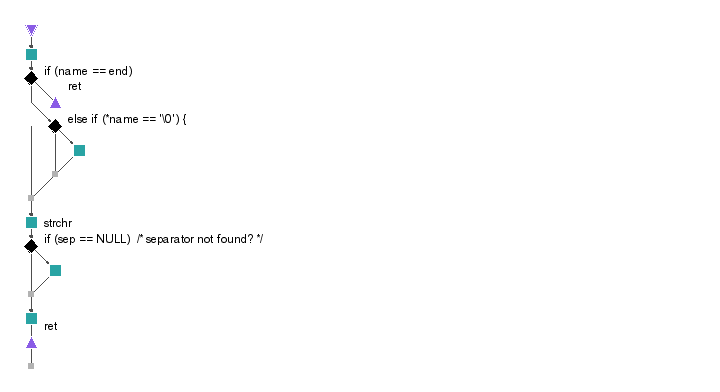 if (name == end)
ret
else if (*name == '\0') {
strchr
if (sep == NULL)  /* separator not found? */
ret